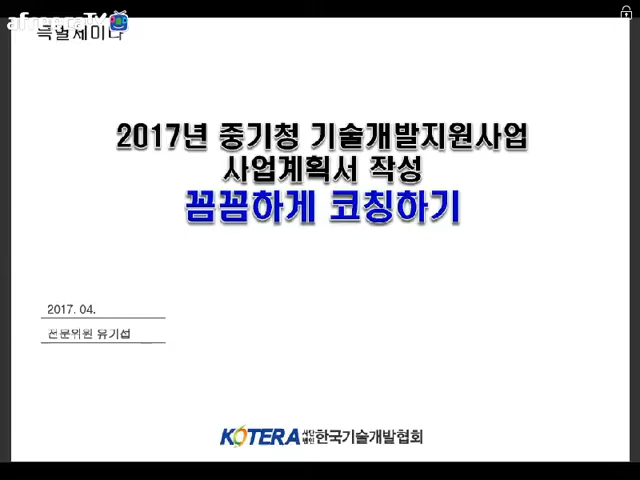 afreecaTV
특별세미나
2017년 중기청 기술개발지원사업
사업계획서 작성
꼼꼼하게 코칭하기
2017. 04.
전문위원 유기섭
KOTERA 사단법인 한국기술개발협회